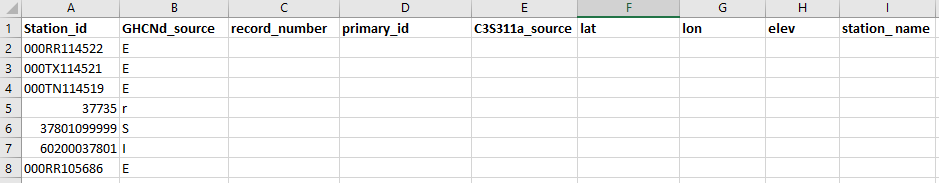 A B C D E F G H I
1 Station_id GHCNd_source record_number primary_id C3S311a_source lat lon elev station_ name
2 000RR114522 E
3 000TX114521 E
4 000TN114519 E
5 37735 r
6 37801099999 S
7 60200037801 I
8 000RR105686 E